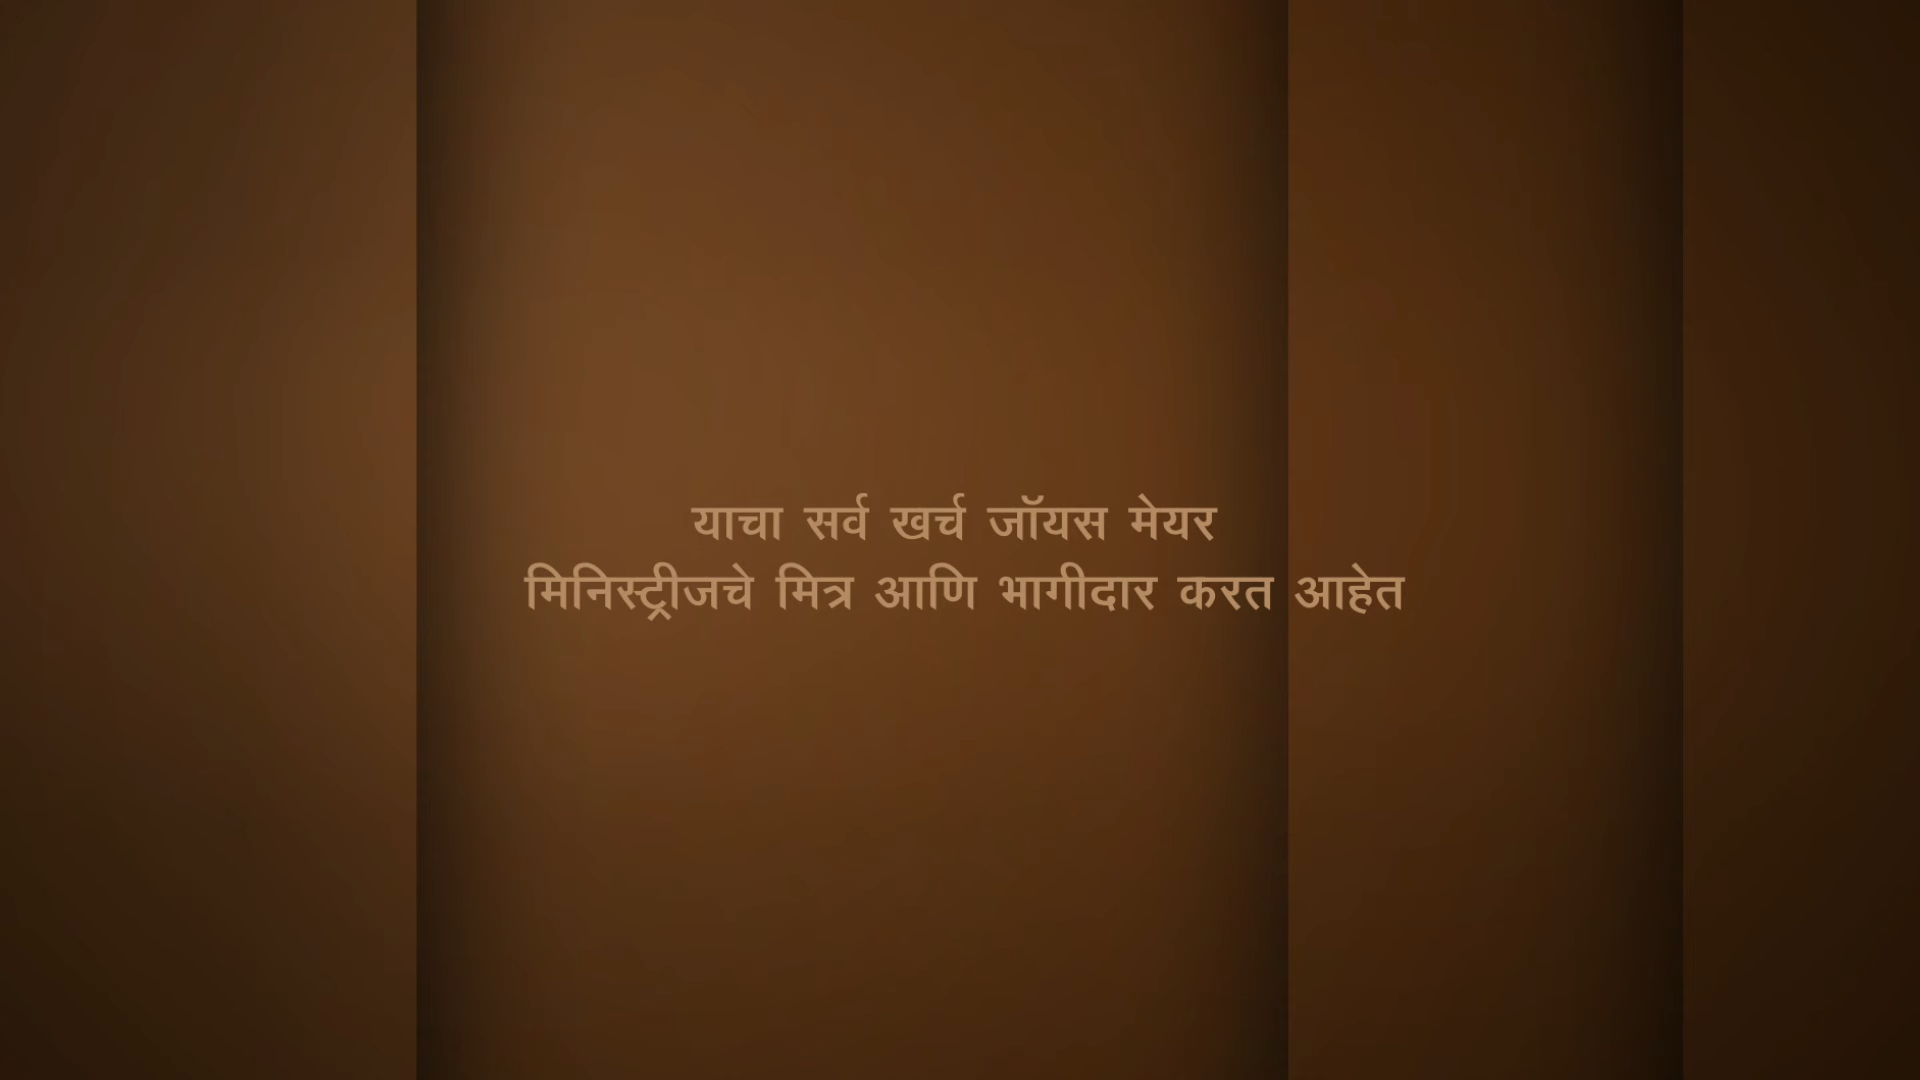 याचा सर्व खर्च जॉयस मेयर
मिनिस्ट्रीजचे मित्र आणि भागीदार करत आहेत